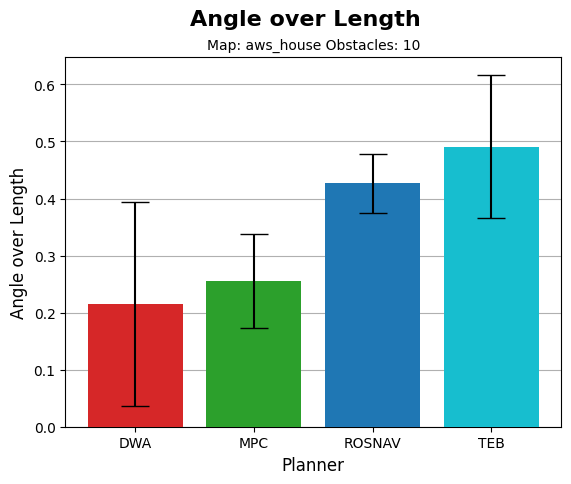 Angle over Length
Map: aws_house Obstacles: 10
Angle over Length
0.6
0.5
0.4
0.3
0.2
0.1
0.0
DWA MPC ROSNAV TEB
Planner